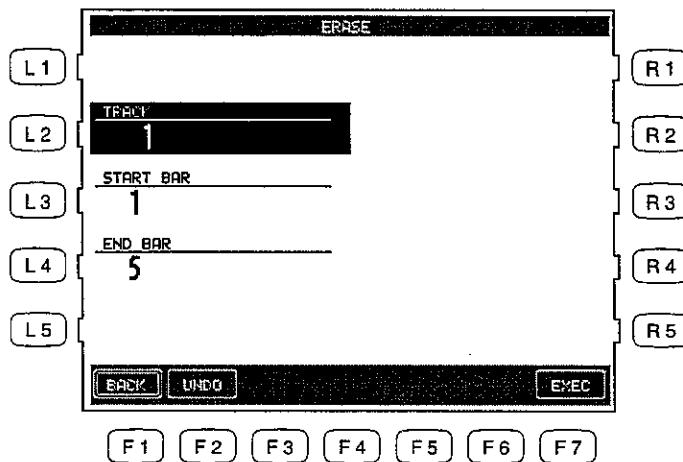 ERASE
L1 R1
TRACK
1
L2 R2
START BAR
1
L3 R3
END BAR
5
L4 R4
L5 R5
BACK UNDO EXEC
F1 F2 F3 F4 F5 F6 F7